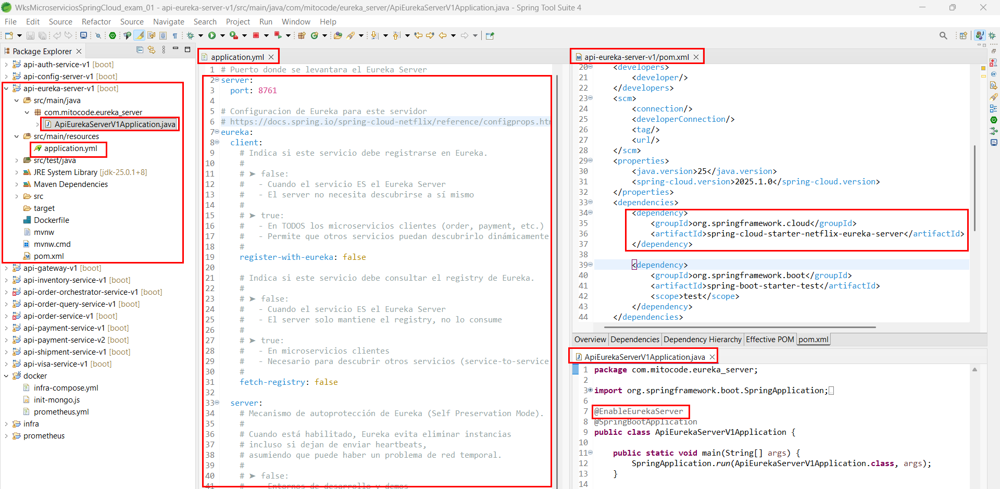 WksMicroserviciosSpringCloud_exam_01 - api-eureka-server-v1/src/main/java/com/mitocode/eureka_server/ApiEurekaServerV1Application.java - Spring Tool Suite 4
File Edit Source Refactor Source Navigate Search Project Run Window Help
Package Explorer
api-auth-service-v1 [boot]
api-config-server-v1 [boot]
api-eureka-server-v1 [boot]
src/main/java
com.mitocode.eureka_server
ApiEurekaServerV1Application.java
src/main/resources
application.yml
src/test/java
JRE System Library [jdk-25.0.1+8]
Maven Dependencies
src
target
Dockerfile
mvnw
mvnw.cmd
pom.xml
api-gateway-v1 [boot]
api-inventory-service-v1 [boot]
api-order-orchestrator-service-v1 [boot]
api-order-query-service-v1 [boot]
api-order-service-v1 [boot]
api-payment-service-v1 [boot]
api-payment-service-v2 [boot]
api-shipment-service-v1 [boot]
api-visa-service-v1 [boot]
docker
infra-compose.yml
init-mongo.js
prometheus.yml
infra
prometheus
application.yml
1 # Puerto donde se levantara el Eureka Server
2 server:
3   port: 8761
4
5 # Configuracion de Eureka para este servidor
6 # https://docs.spring.io/spring-cloud-netflix/reference/configprops.htm
7 eureka:
8   client:
9     # Indica si este servicio debe registrarse en Eureka.
10     #
11     # ➤ false:
12     #   - Cuando el servicio ES el Eureka Server
13     #   - El server no necesita descubrirse a sí mismo
14     #
15     # ➤ true:
16     #   - En TODOS los microservicios clientes (order, payment, etc.)
17     #   - Permite que otros servicios puedan descubrirlo dinámicamente
18     #
19     register-with-eureka: false
20
21     # Indica si este servicio debe consultar el registry de Eureka.
22     #
23     # ➤ false:
24     #   - Cuando el servicio ES el Eureka Server
25     #   - El server solo mantiene el registry, no lo consume
26     #
27     # ➤ true:
28     #   - En microservicios clientes
29     #   - Necesario para descubrir otros servicios (service-to-service
30     #
31     fetch-registry: false
32
33   server:
34     # Mecanismo de autoprotección de Eureka (Self Preservation Mode).
35     #
36     # Cuando está habilitado, Eureka evita eliminar instancias
37     # incluso si dejan de enviar heartbeats,
38     # asumiendo que puede haber un problema de red temporal.
39     #
40     # ➤ false:
41     #   - Entornos de desarrollo y demos
api-eureka-server-v1/pom.xml
20     <developers>
21         <developer/>
22     </developers>
23     <scm>
24         <connection/>
25         <developerConnection/>
26         <tag/>
27         <url/>
28     </scm>
29     <properties>
30         <java.version>25</java.version>
31         <spring-cloud.version>2025.1.0</spring-cloud.version>
32     </properties>
33     <dependencies>
34         <dependency>
35             <groupId>org.springframework.cloud</groupId>
36             <artifactId>spring-cloud-starter-netflix-eureka-server</artifactId>
37         </dependency>
38
39         <dependency>
40             <groupId>org.springframework.boot</groupId>
41             <artifactId>spring-boot-starter-test</artifactId>
42             <scope>test</scope>
43         </dependency>
44     </dependencies>
Overview Dependencies Dependency Hierarchy Effective POM pom.xml
ApiEurekaServerV1Application.java
1 package com.mitocode.eureka_server;
2
3 import org.springframework.boot.SpringApplication;
6
7 @EnableEurekaServer
8 @SpringBootApplication
9 public class ApiEurekaServerV1Application {
10
11     public static void main(String[] args) {
12         SpringApplication.run(ApiEurekaServerV1Application.class, args);
13     }
14